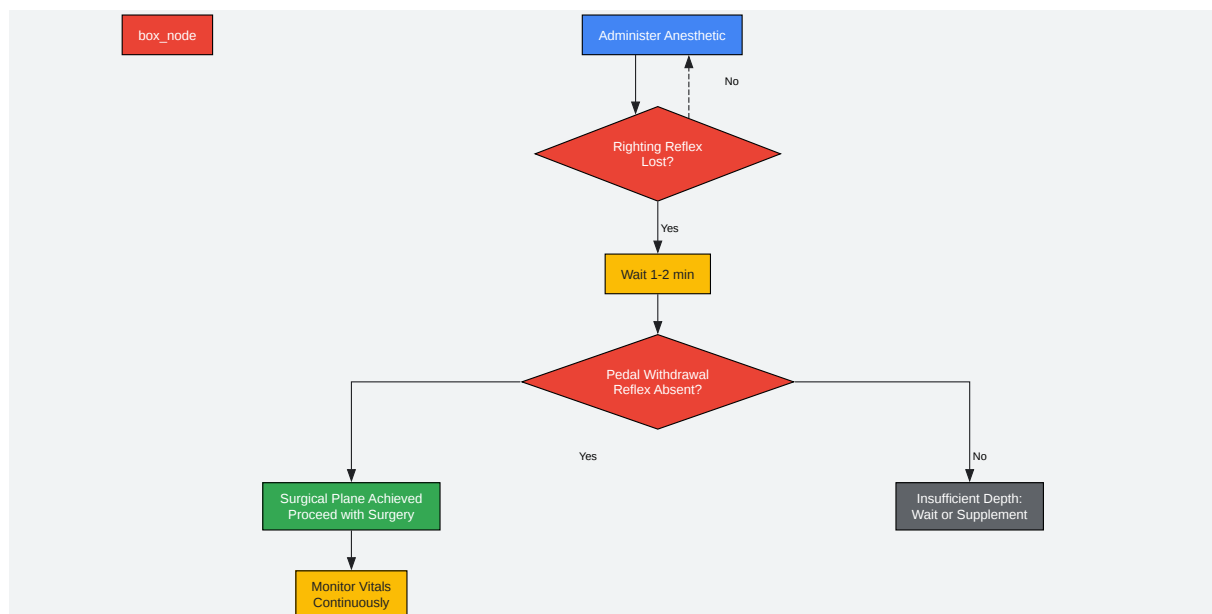 box_node
Administer Anesthetic
No
Righting Reflex
Lost?
Yes
Wait 1-2 min
Pedal Withdrawal
Reflex Absent?
Yes
No
Surgical Plane Achieved
Proceed with Surgery
Insufficient Depth:
Wait or Supplement
Monitor Vitals
Continuously